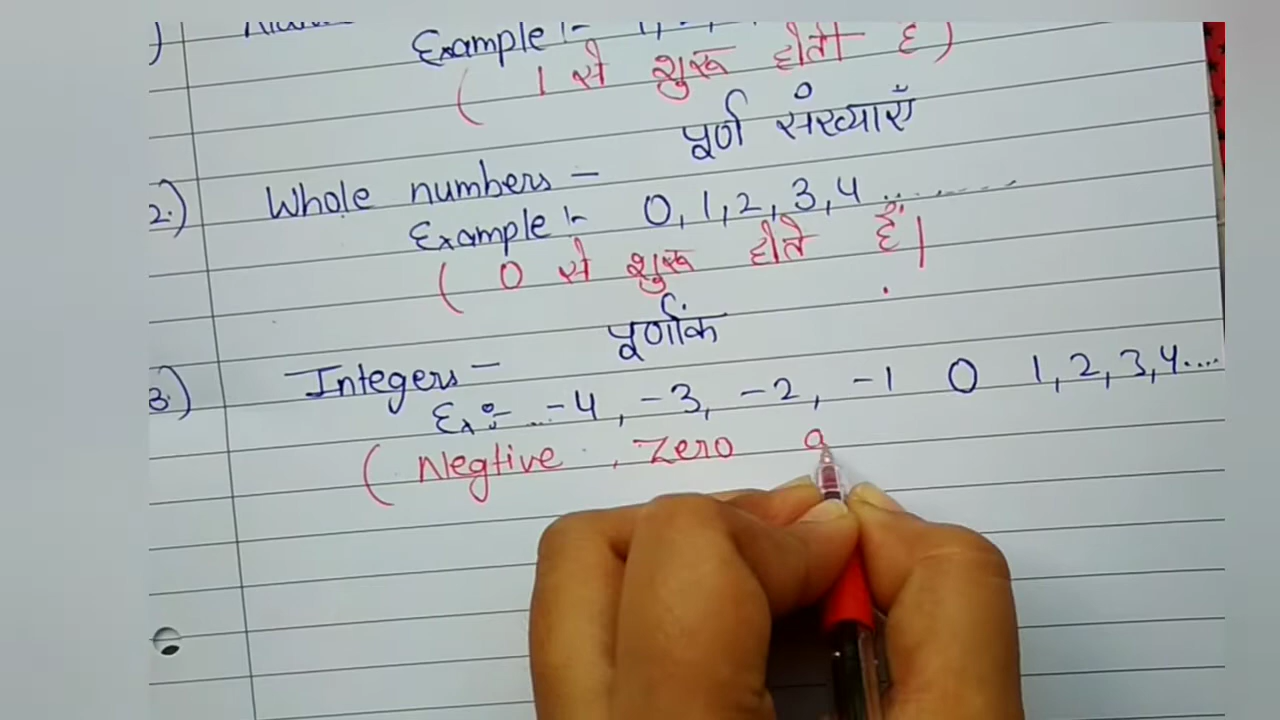 Example :- 1,
( 1 से शुरू होता है )
पूर्ण संख्याएँ
2.) Whole numbers -
Example :- 0, 1, 2, 3, 4 ........
( 0 से शुरू होते हैं।
पूर्णांक
3.) Integers -
Ex :- ... -4, -3, -2, -1 0 1, 2, 3, 4....
( Negtive , Zero a